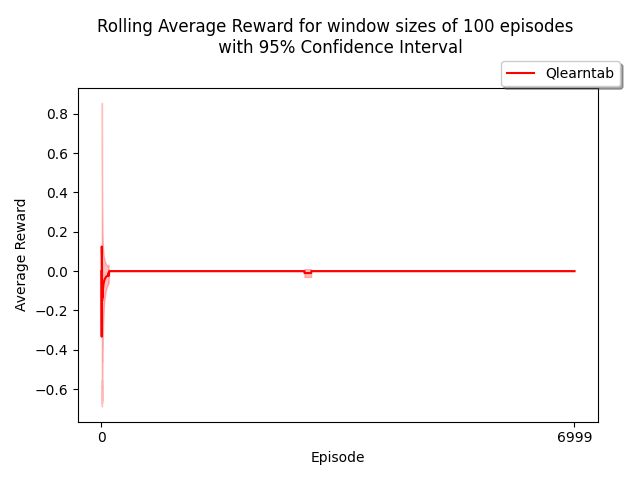 Rolling Average Reward for window sizes of 100 episodes
with 95% Confidence Interval
Qlearntab
0.8
0.6
0.4
0.2
0.0
−0.2
−0.4
−0.6
Average Reward
0
6999
Episode